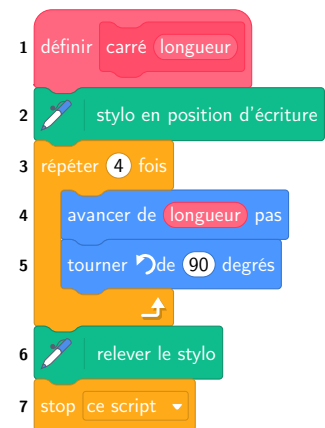 1 définir carré longueur
2 stylo en position d'écriture
3 répéter 4 fois
4 avancer de longueur pas
5 tourner de 90 degrés
6 relever le stylo
7 stop ce script